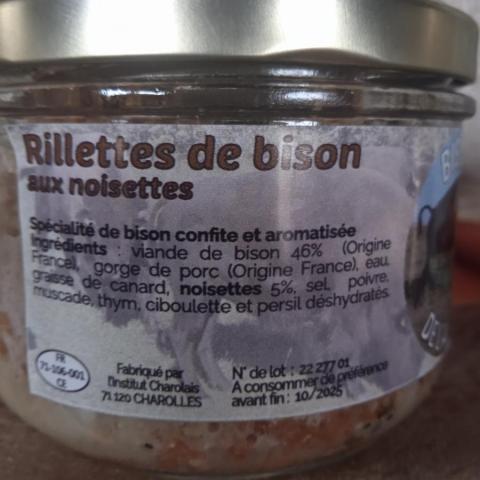 Rillettes de bison
aux noisettes
Spécialité de bison confite et aromatisée
Ingrédients : viande de bison 46% (Origine
France), gorge de porc (Origine France), eau,
graisse de canard, noisettes 5%, sel, poivre,
muscade, thym, ciboulette et persil déshydratés.
FR
71-106-001
CE
Fabriqué par
l'Institut Charolais
71 120 CHAROLLES
N° de lot : 22 277 01
A consommer de préférence
avant fin : 10/2025